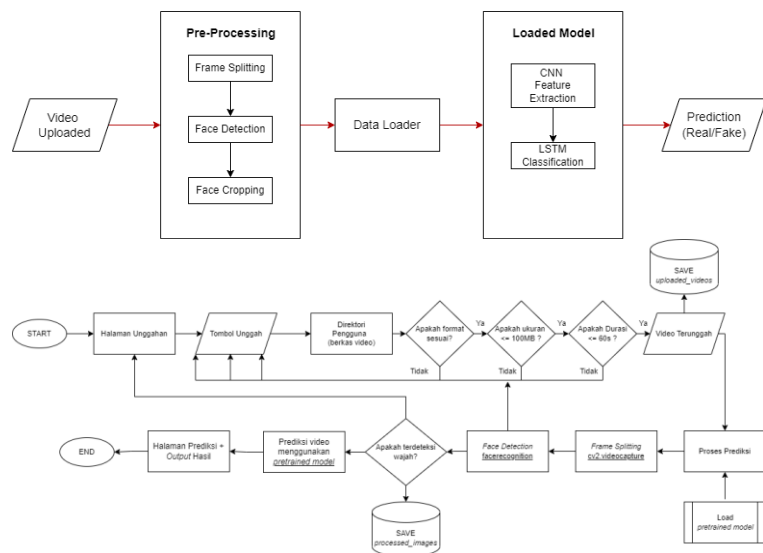 Pre-Processing
Frame Splitting
Face Detection
Face Cropping
Loaded Model
CNN
Feature
Extraction
LSTM
Classification
Video
Uploaded
Data Loader
Prediction
(Real/Fake)
SAVE
uploaded_videos
START
Halaman Unggahan
Tombol Unggah
Direktori
Pengguna
(berkas video)
Apakah format
sesuai?
Ya
Apakah ukuran
<= 100MB ?
Ya
Apakah Durasi
<= 60s ?
Ya
Video Terunggah
Tidak
Tidak
Tidak
END
Halaman Prediksi +
Output Hasil
Prediksi video
menggunakan
pretrained model
Apakah terdeteksi
wajah?
Face Detection
facerecognition
Frame Splitting
cv2.videocapture
Proses Prediksi
SAVE
processed_images
Load
pretrained model